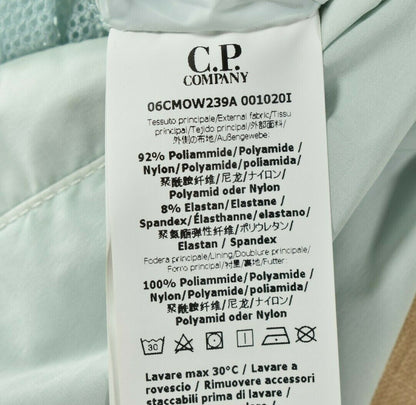 C.P.
COMPANY
06CMOW239A 001020I
Tessuto principale/External fabric/Tissu
principal/Tejido principal/外部面料/
外側の布地/Außengewebe:
92% Poliammide/Polyamide/
Nylon/Polyamide/poliamida/
聚酰胺纤维/尼龙/ナイロン/
Polyamid oder Nylon
8% Elastan/Elastane/
Spandex/Élasthanne/elastano/
聚氨酯弹性纤维/ポリウレタン/
Elastan / Spandex
Fodera principale/Lining/Doublure principale/
Forro principal/衬里/裏地/Futter:
100% Poliammide/Polyamide/
Nylon/Polyamide/poliamida/
聚酰胺纤维/尼龙/ナイロン/
Polyamid oder Nylon
30
Lavare max 30°C / Lavare a
rovescio / Rimuovere accessori
staccabili prima di lavare /